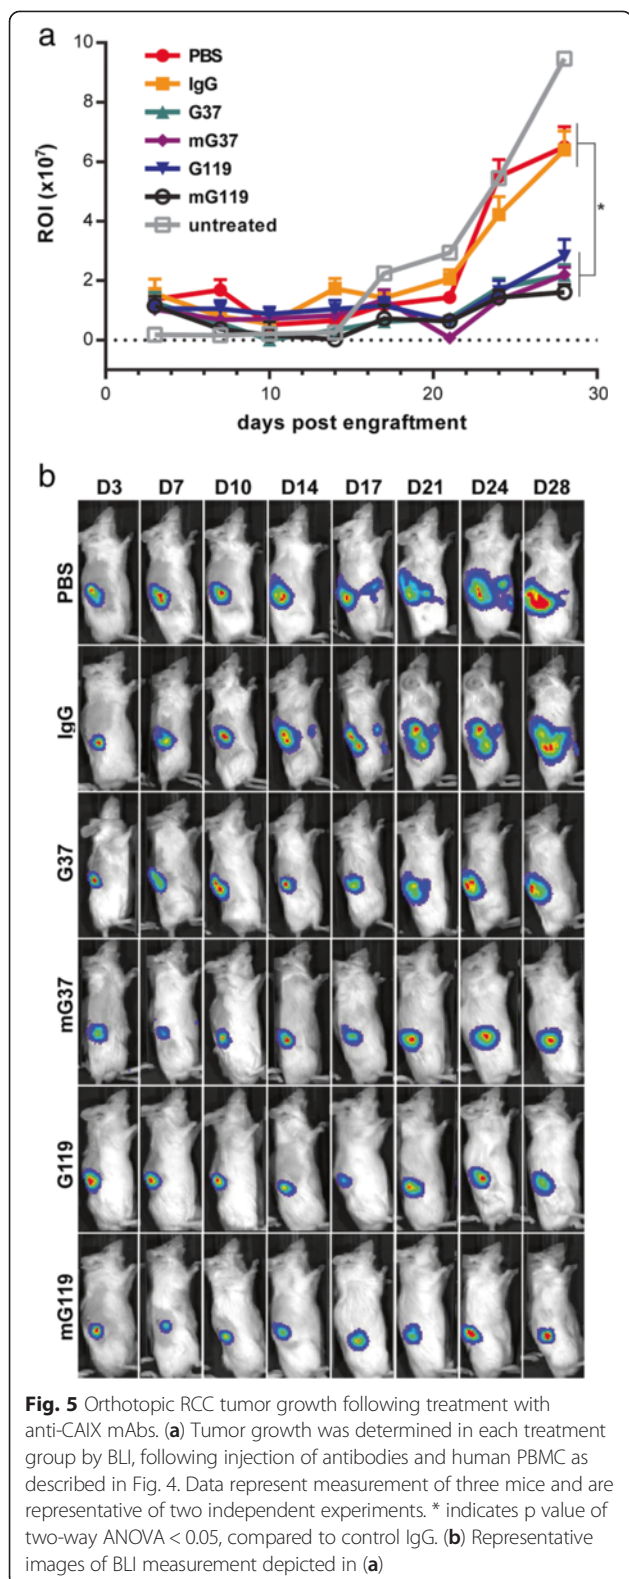 a
10
8
6
4
2
0
ROI (x10⁷)
PBS
IgG
G37
mG37
G119
mG119
untreated
*
0 10 20 30
days post engraftment
b
D3 D7 D10 D14 D17 D21 D24 D28
PBS
IgG
G37
mG37
G119
mG119
Fig. 5 Orthotopic RCC tumor growth following treatment with
anti-CAIX mAbs. (a) Tumor growth was determined in each treatment
group by BLI, following injection of antibodies and human PBMC as
described in Fig. 4. Data represent measurement of three mice and are
representative of two independent experiments. * indicates p value of
two-way ANOVA < 0.05, compared to control IgG. (b) Representative
images of BLI measurement depicted in (a)